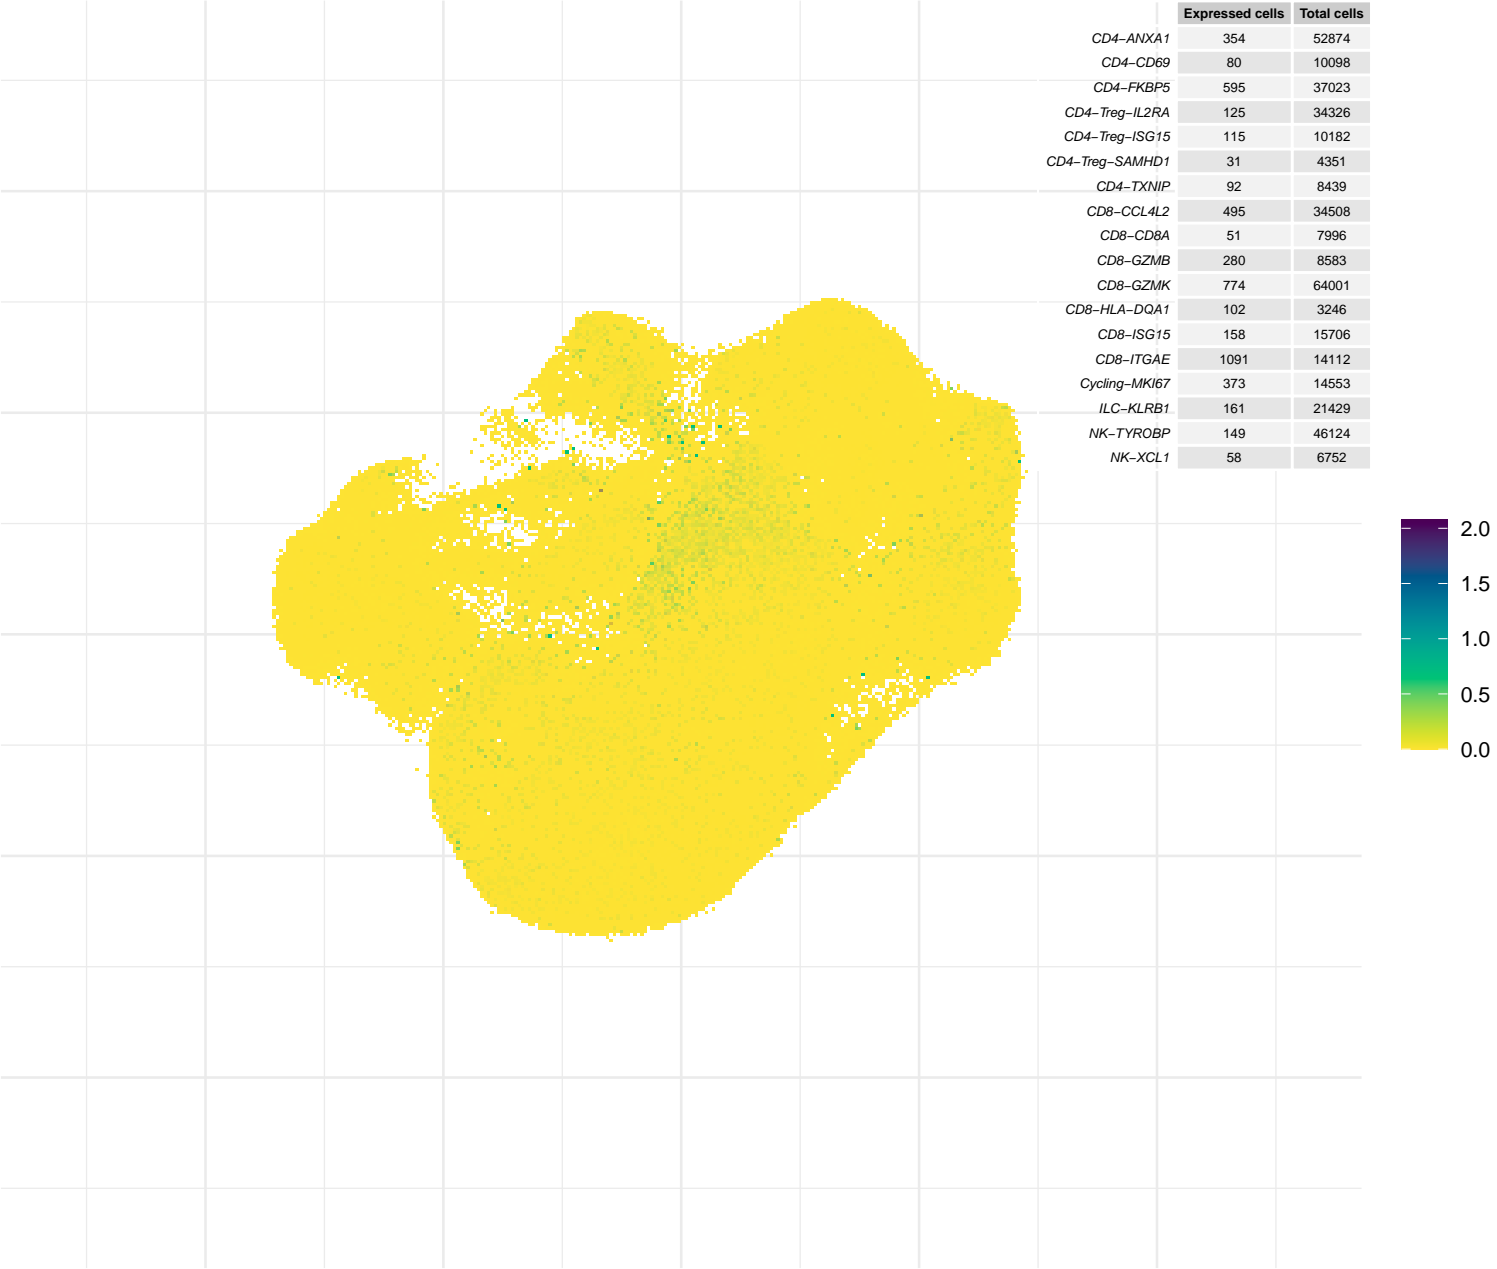 Expressed cells Total cells
CD4−ANXA1 354 52874
CD4−CD69 80 10098
CD4−FKBP5 595 37023
CD4−Treg−IL2RA 125 34326
CD4−Treg−ISG15 115 10182
CD4−Treg−SAMHD1 31 4351
CD4−TXNIP 92 8439
CD8−CCL4L2 495 34508
CD8−CD8A 51 7996
CD8−GZMB 280 8583
CD8−GZMK 774 64001
CD8−HLA−DQA1 102 3246
CD8−ISG15 158 15706
CD8−ITGAE 1091 14112
Cycling−MKI67 373 14553
ILC−KLRB1 161 21429
NK−TYROBP 149 46124
NK−XCL1 58 6752
2.0
1.5
1.0
0.5
0.0